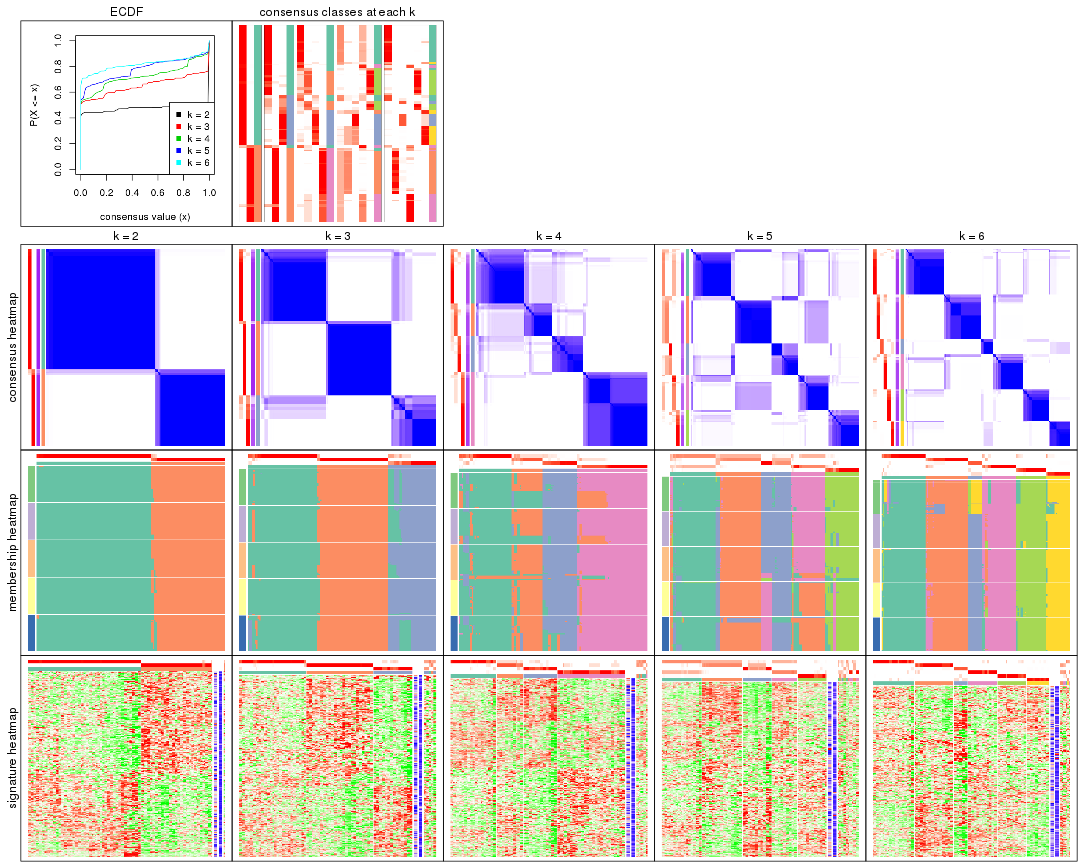 ECDF
consensus classes at each k
P(X <= x)
1.0
0.8
0.6
0.4
0.2
0.0
k = 2
k = 3
k = 4
k = 5
k = 6
0.0 0.2 0.4 0.6 0.8 1.0
consensus value (x)
k = 2
k = 3
k = 4
k = 5
k = 6
consensus heatmap
membership heatmap
signature heatmap